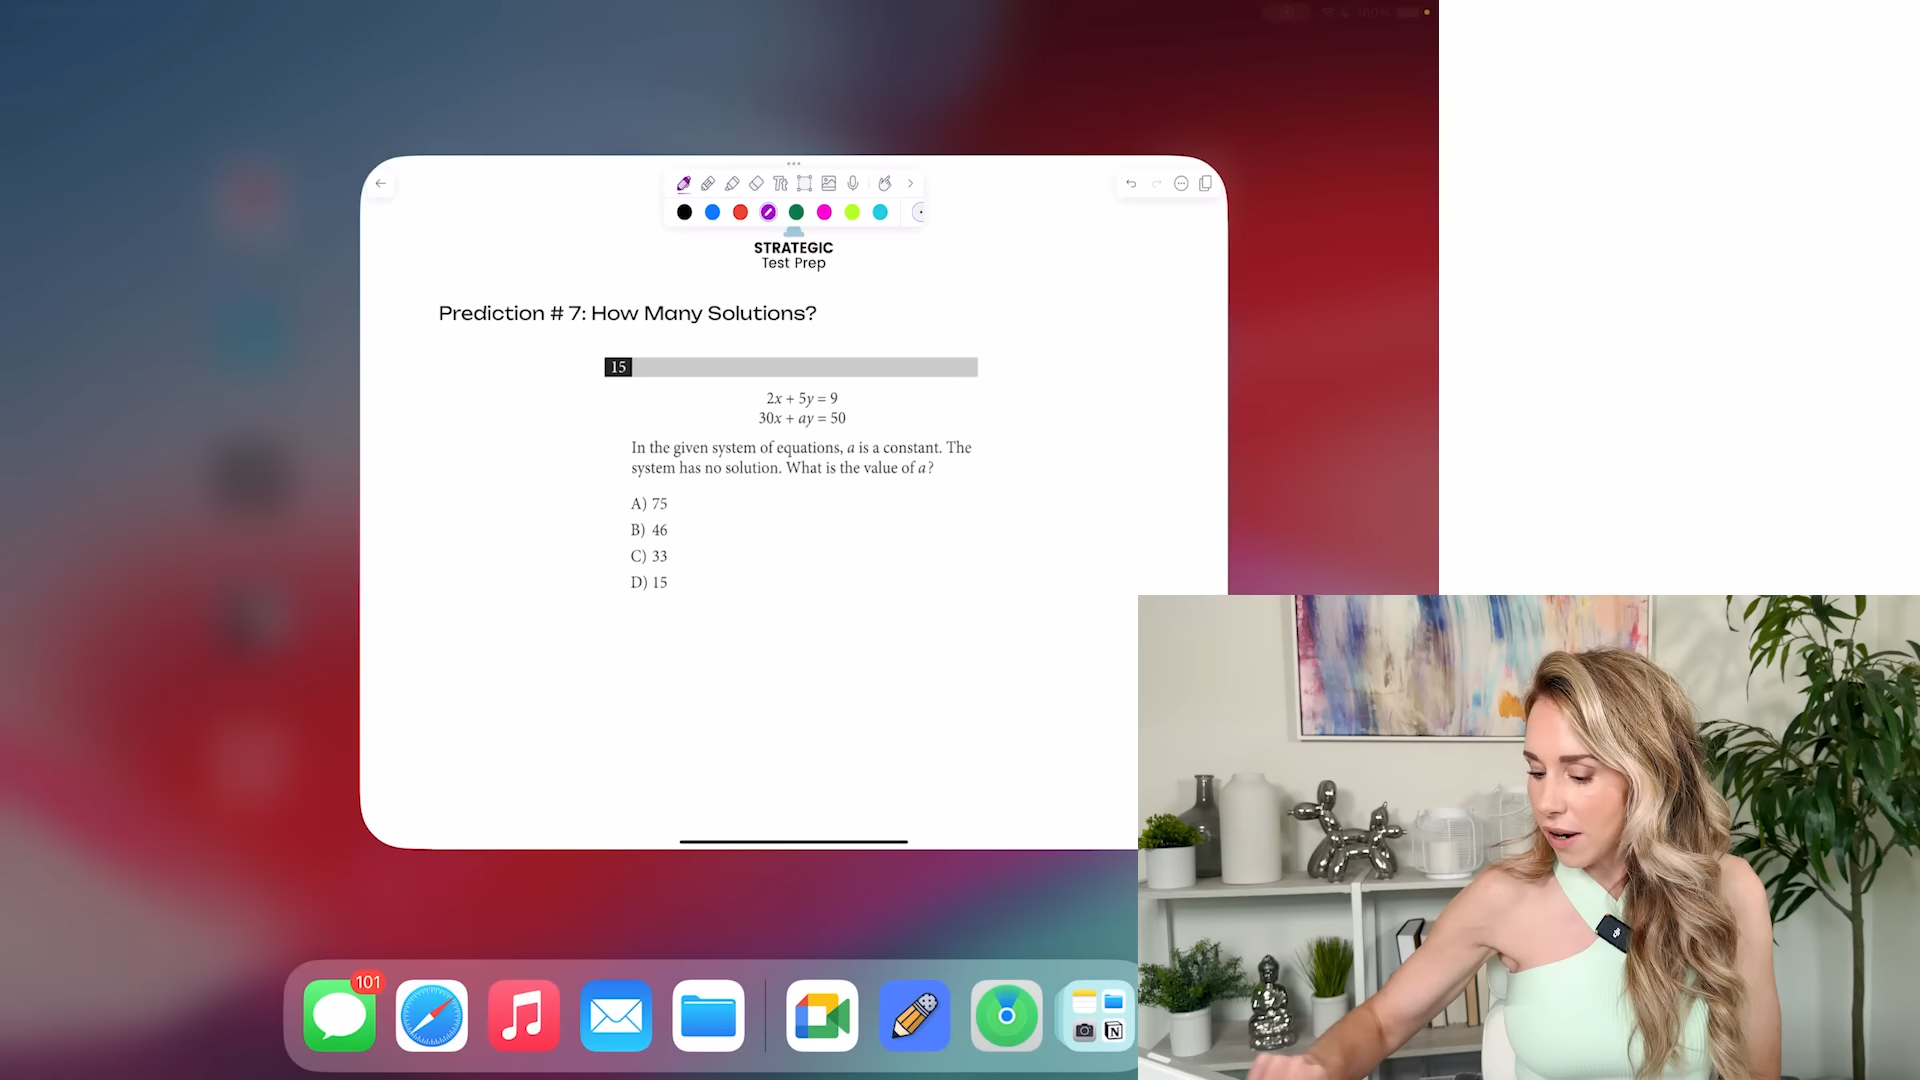 100%
STRATEGIC
Test Prep
Prediction # 7: How Many Solutions?
15
2x + 5y = 9
30x + ay = 50
In the given system of equations, a is a constant. The
system has no solution. What is the value of a?
A) 75
B) 46
C) 33
D) 15
101